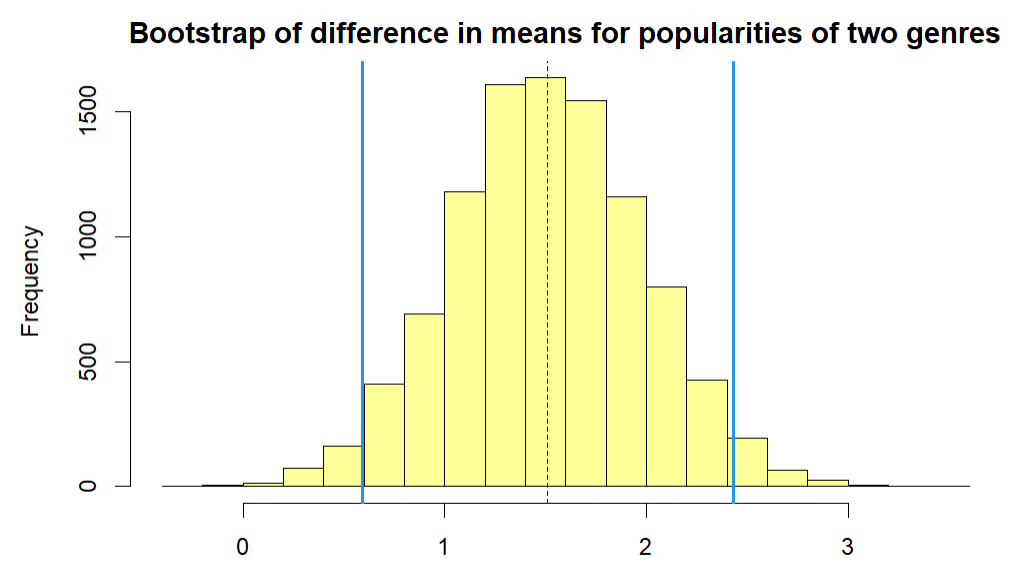 Bootstrap of difference in means for popularities of two genres
Frequency
1500
1000
500
0
0 1 2 3